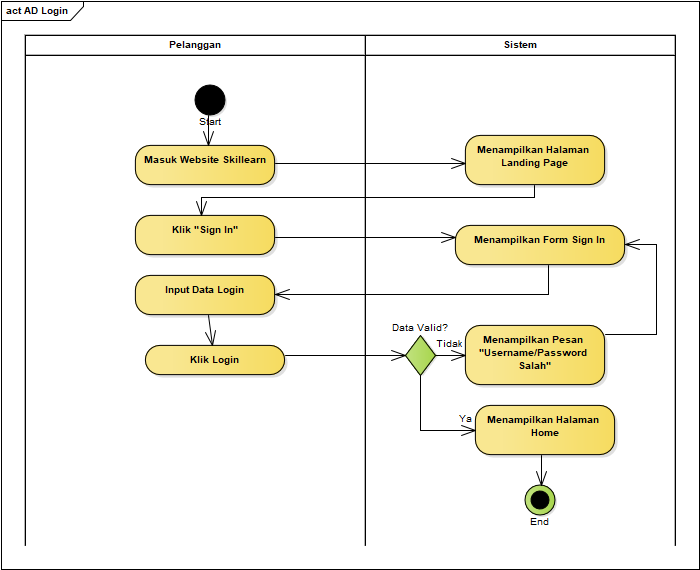 act AD Login
Pelanggan
Sistem
Start
Masuk Website Skillearn
Menampilkan Halaman
Landing Page
Klik "Sign In"
Menampilkan Form Sign In
Input Data Login
Data Valid?
Klik Login
Tidak
Menampilkan Pesan
"Username/Password
Salah"
Ya
Menampilkan Halaman
Home
End